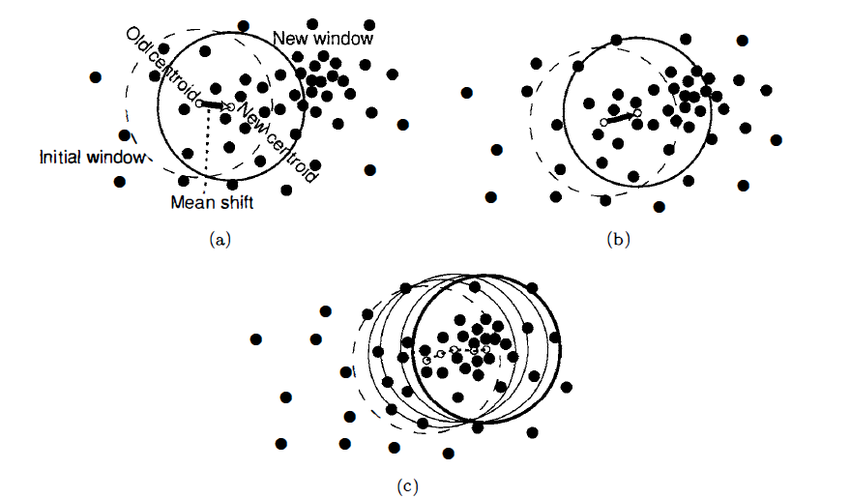 Old centroid
New window
New centroid
Initial window
Mean shift
(a)
(b)
(c)